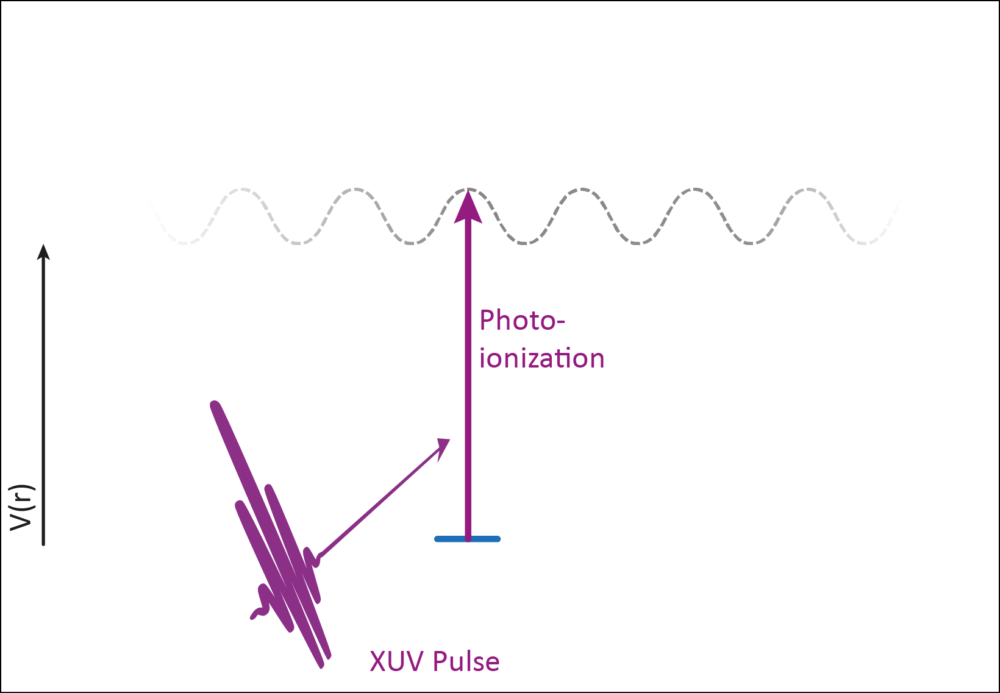 Photo-
ionization
V(r)
XUV Pulse